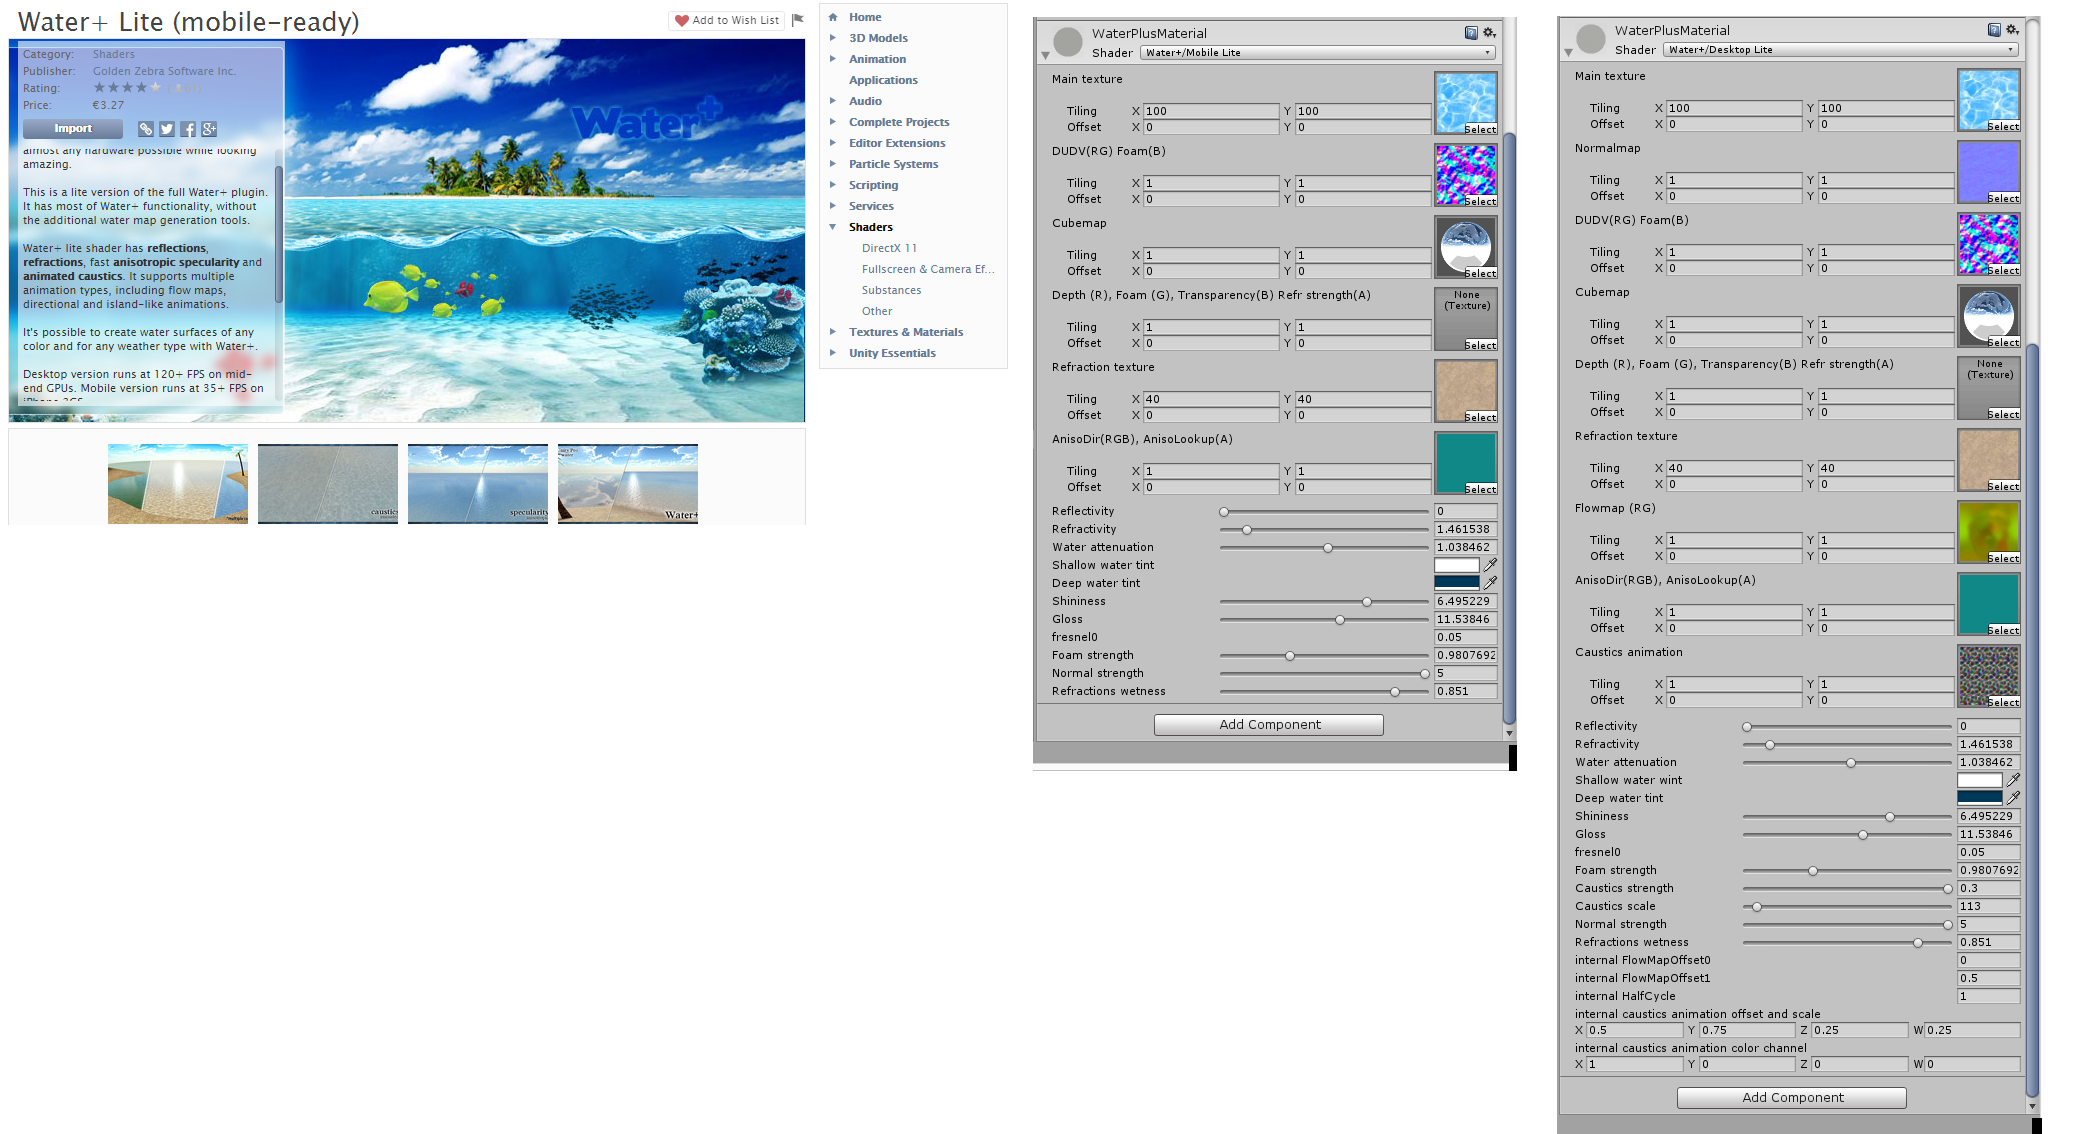 Water+ Lite (mobile-ready)
Add to Wish List
Category: Shaders
Publisher: Golden Zebra Software Inc.
Rating:
Price: €3.27
Import
almost any hardware possible while looking
amazing.
This is a lite version of the full Water+ plugin.
It has most of Water+ functionality, without
the additional water map generation tools.
Water+ lite shader has reflections,
refractions, fast anisotropic specularity and
animated caustics. It supports multiple
animation types, including flow maps,
directional and island-like animations.
It's possible to create water surfaces of any
color and for any weather type with Water+.
Desktop version runs at 120+ FPS on mid-
end GPUs. Mobile version runs at 35+ FPS on
iPhone 3GS
Water+
caustics
specularity
Water+
Home
3D Models
Animation
Applications
Audio
Complete Projects
Editor Extensions
Particle Systems
Scripting
Services
Shaders
DirectX 11
Fullscreen & Camera Ef...
Substances
Other
Textures & Materials
Unity Essentials
WaterPlusMaterial
Shader Water+/Mobile Lite
Main texture
Tiling X 100 Y 100
Offset X 0 Y 0
Select
DUDV(RG) Foam(B)
Tiling X 1 Y 1
Offset X 0 Y 0
Select
Cubemap
Tiling X 1 Y 1
Offset X 0 Y 0
Select
Depth (R), Foam (G), Transparency(B) Refr strength(A)
None
(Texture)
Tiling X 1 Y 1
Offset X 0 Y 0
Select
Refraction texture
Tiling X 40 Y 40
Offset X 0 Y 0
Select
AnisoDir(RGB), AnisoLookup(A)
Tiling X 1 Y 1
Offset X 0 Y 0
Select
Reflectivity 0
Refractivity 1.461538
Water attenuation 1.038462
Shallow water tint
Deep water tint
Shininess 6.495229
Gloss 11.53846
fresnel0 0.05
Foam strength 0.9807692
Normal strength 5
Refractions wetness 0.851
Add Component
WaterPlusMaterial
Shader Water+/Desktop Lite
Main texture
Tiling X 100 Y 100
Offset X 0 Y 0
Select
Normalmap
Tiling X 1 Y 1
Offset X 0 Y 0
Select
DUDV(RG) Foam(B)
Tiling X 1 Y 1
Offset X 0 Y 0
Select
Cubemap
Tiling X 1 Y 1
Offset X 0 Y 0
Select
Depth (R), Foam (G), Transparency(B) Refr strength(A)
None
(Texture)
Tiling X 1 Y 1
Offset X 0 Y 0
Select
Refraction texture
Tiling X 40 Y 40
Offset X 0 Y 0
Select
Flowmap (RG)
Tiling X 1 Y 1
Offset X 0 Y 0
Select
AnisoDir(RGB), AnisoLookup(A)
Tiling X 1 Y 1
Offset X 0 Y 0
Select
Caustics animation
Tiling X 1 Y 1
Offset X 0 Y 0
Select
Reflectivity 0
Refractivity 1.461538
Water attenuation 1.038462
Shallow water wint
Deep water tint
Shininess 6.495229
Gloss 11.53846
fresnel0 0.05
Foam strength 0.9807692
Caustics strength 0.3
Caustics scale 113
Normal strength 5
Refractions wetness 0.851
internal FlowMapOffset0 0
internal FlowMapOffset1 0.5
internal HalfCycle 1
internal caustics animation offset and scale
X 0.5 Y 0.75 Z 0.25 W 0.25
internal caustics animation color channel
X 1 Y 0 Z 0 W 0
Add Component